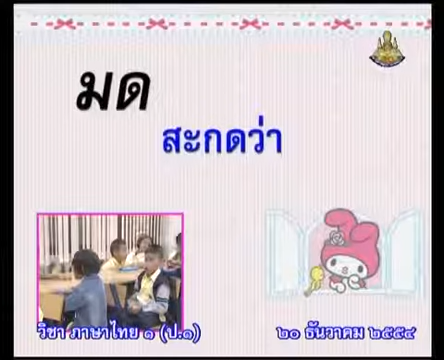 มด
สะกดว่า
วิชา ภาษาไทย ๑ (ป.๑)
๒๐ ธันวาคม ๒๕๕๔